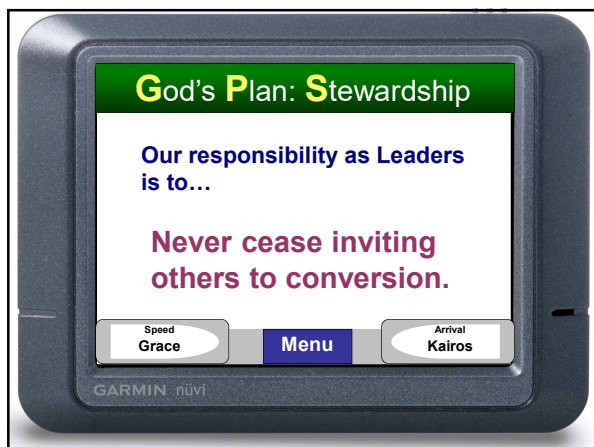 God's Plan: Stewardship
Our responsibility as Leaders
is to…
Never cease inviting
others to conversion.
Speed
Grace
Menu
Arrival
Kairos
GARMIN nüvi